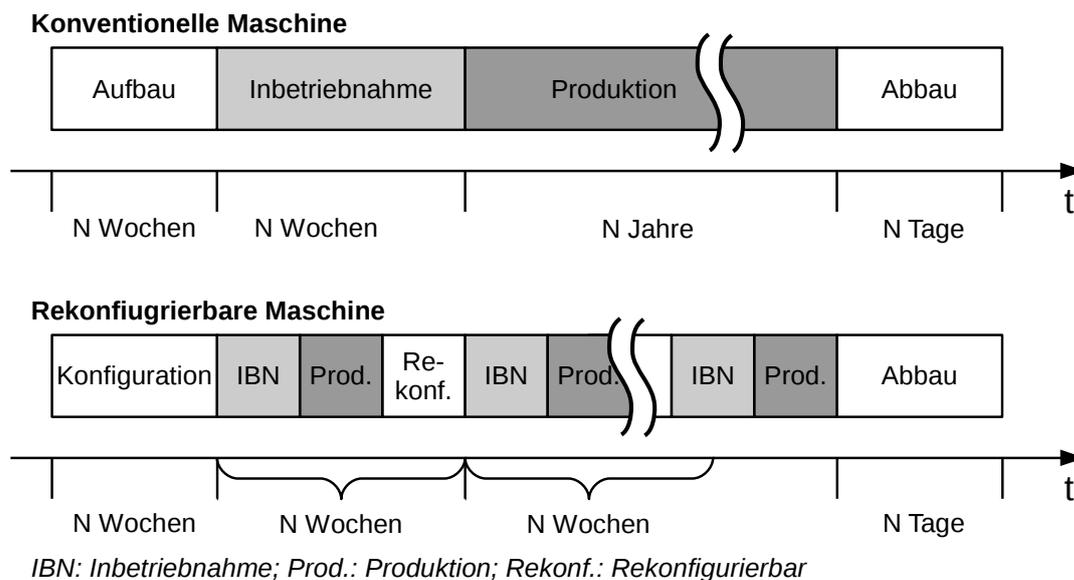 Konventionelle Maschine
Aufbau Inbetriebnahme Produktion Abbau
t
N Wochen N Wochen N Jahre N Tage
Rekonfiugrierbare Maschine
Konfiguration IBN Prod. Re-
konf. IBN Prod. IBN Prod. Abbau
t
N Wochen N Wochen N Wochen N Tage
IBN: Inbetriebnahme; Prod.: Produktion; Rekonf.: Rekonfigurierbar